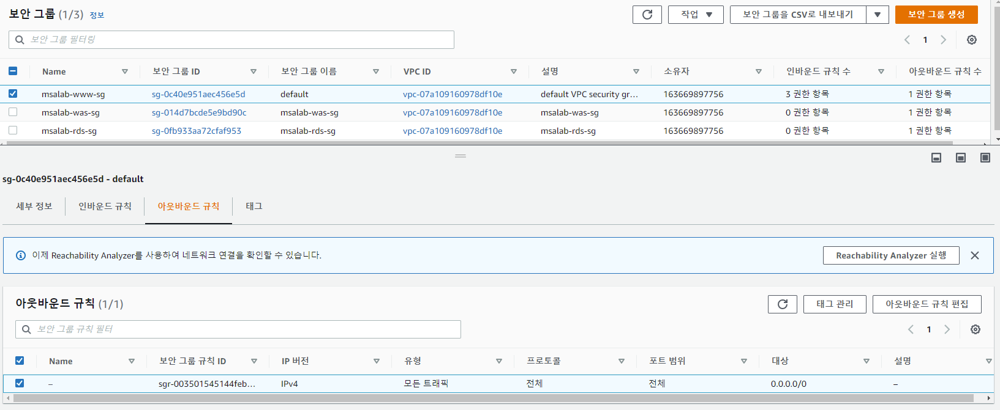 보안 그룹 (1/3) 정보
작업
보안 그룹을 CSV로 내보내기
보안 그룹 생성
보안 그룹 필터링
1
Name 보안 그룹 ID 보안 그룹 이름 VPC ID 설명 소유자 인바운드 규칙 수 아웃바운드 규칙 수
msalab-www-sg sg-0c40e951aec456e5d default vpc-07a109160978df10e default VPC security gr... 163669897756 3 권한 항목 1 권한 항목
msalab-was-sg sg-014d7bcde5e9bd90c msalab-was-sg vpc-07a109160978df10e msalab-was-sg 163669897756 0 권한 항목 1 권한 항목
msalab-rds-sg sg-0fb933aa72cfaf953 msalab-rds-sg vpc-07a109160978df10e msalab-rds-sg 163669897756 0 권한 항목 1 권한 항목
sg-0c40e951aec456e5d - default
세부 정보 인바운드 규칙 아웃바운드 규칙 태그
이제 Reachability Analyzer를 사용하여 네트워크 연결을 확인할 수 있습니다.
Reachability Analyzer 실행
아웃바운드 규칙 (1/1)
태그 관리
아웃바운드 규칙 편집
보안 그룹 규칙 필터
1
Name 보안 그룹 규칙 ID IP 버전 유형 프로토콜 포트 범위 대상 설명
– sgr-003501545144feb... IPv4 모든 트래픽 전체 전체 0.0.0.0/0 –